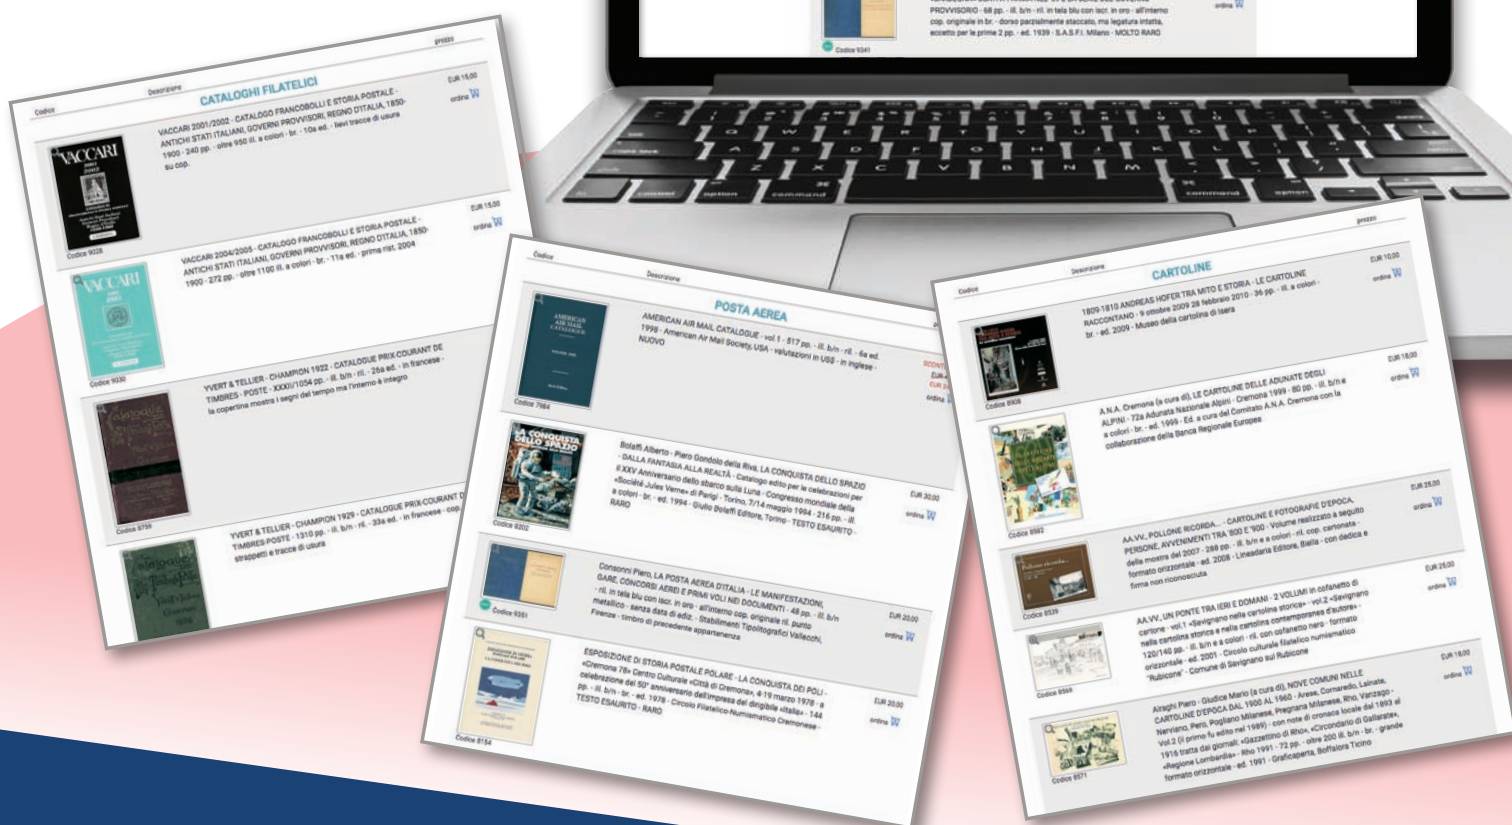 PROVVISORIO - 68 pp. - ill. b/n - ril. in tela blu con iscr. in oro - all'interno
cop. originale in br. - dorso parzialmente staccato, ma legatura intatta,
eccetto per le prime 2 pp. - ed. 1939 - S.A.S.F.I. Milano - MOLTO RARO
ordina
Codice 9341
Codice
Descrizione
prezzo
CATALOGHI FILATELICI
VACCARI 2001/2002 - CATALOGO FRANCOBOLLI E STORIA POSTALE -
ANTICHI STATI ITALIANI, GOVERNI PROVVISORI, REGNO D'ITALIA, 1850-
1900 - 240 pp. - oltre 950 ill. a colori - br. - 10a ed. - lievi tracce di usura
su cop.
EUR 15,00
ordina
VACCARI
2001
2002
Codice 9028
VACCARI 2004/2005 - CATALOGO FRANCOBOLLI E STORIA POSTALE -
ANTICHI STATI ITALIANI, GOVERNI PROVVISORI, REGNO D'ITALIA, 1850-
1900 - 272 pp. - oltre 1100 ill. a colori - br. - 11a ed. - prima rist. 2004
EUR 15,00
ordina
VACCARI
Codice 9030
YVERT & TELLIER - CHAMPION 1922 - CATALOGUE PRIX-COURANT DE
TIMBRES - POSTE - XXXII/1054 pp. - ill. b/n - ril. - 26a ed. - in francese -
la copertina mostra i segni del tempo ma l'interno è integro
Catalogue
Codice 8759
YVERT & TELLIER - CHAMPION 1929 - CATALOGUE PRIX-COURANT D
TIMBRES-POSTE - 1310 pp. - ill. b/n - ril. - 33a ed. - in francese - cop.
strappetti e tracce di usura
Catalogue
Timbres-Poste
Codice
Descrizione
POSTA AEREA
AMERICAN AIR MAIL CATALOGUE - vol.1 - 517 pp. - ill. b/n - ril. - 6a ed.
1998 - American Air Mail Society, USA - valutazioni in US$ - in inglese -
NUOVO
SCONT
EUR
EUR
ordina
AMERICAN
AIR MAIL
CATALOGUE
Codice 7984
Bolaffi Alberto - Piero Gondolo della Riva, LA CONQUISTA DELLO SPAZIO
- DALLA FANTASIA ALLA REALTÀ - Catalogo edito per le celebrazioni per
il XXV Anniversario dello sbarco sulla Luna - Congresso mondiale della
«Société Jules Verne» di Parigi - Torino, 7/14 maggio 1994 - 216 pp. - ill.
a colori - br. - ed. 1994 - Giulio Bolaffi Editore, Torino - TESTO ESAURITO -
RARO
EUR 30,00
ordina
LA CONQUISTA
DELLO SPAZIO
Codice 8202
Consonni Piero, LA POSTA AEREA D'ITALIA - LE MANIFESTAZIONI,
GARE, CONCORSI AEREI E PRIMI VOLI NEI DOCUMENTI - 48 pp. - ill. b/n
- ril. in tela blu con iscr. in oro - all'interno cop. originale ril. punto
metallico - senza data di ediz. - Stabilimenti Tipolitografici Vallecchi,
Firenze - timbro di precedente appartenenza
EUR 20,00
ordina
Codice 9351
ESPOSIZIONE DI STORIA POSTALE POLARE - LA CONQUISTA DEI POLI -
«Cremona 78» Centro Culturale «Città di Cremona», 4-19 marzo 1978 - a
celebrazione del 50° anniversario dell'impresa del dirigibile «Italia» - 144
pp. - ill. b/n - br. - ed. 1978 - Circolo Filatelico-Numismatico Cremonese -
TESTO ESAURITO - RARO
EUR 20,00
ordina
Codice 8154
Codice
Descrizione
prezzo
CARTOLINE
1809-1810 ANDREAS HOFER TRA MITO E STORIA - LE CARTOLINE
RACCONTANO - 9 ottobre 2009 28 febbraio 2010 - 36 pp. - ill. a colori -
br. - ed. 2009 - Museo della cartolina di Isera
EUR 10,00
ordina
Codice 8908
A.N.A. Cremona (a cura di), LE CARTOLINE DELLE ADUNATE DEGLI
ALPINI - 72a Adunata Nazionale Alpini - Cremona 1999 - 80 pp. - ill. b/n e
a colori - br. - ed. 1999 - Ed. a cura del Comitato A.N.A. Cremona con la
collaborazione della Banca Regionale Europea
EUR 18,00
ordina
Codice 8582
AA.VV., POLLONE RICORDA... - CARTOLINE E FOTOGRAFIE D'EPOCA,
PERSONE, AVVENIMENTI TRA '800 E '900 - Volume realizzato a seguito
della mostra del 2007 - 288 pp. - ill. b/n e a colori - ril. cop. cartonata -
formato orizzontale - ed. 2008 - Lineadaria Editore, Biella - con dedica e
firma non riconosciuta
EUR 25,00
ordina
Pollone ricorda...
Codice 8539
AA.VV., UN PONTE TRA IERI E DOMANI - 2 VOLUMI in cofanetto di
cartone - vol.1 «Savignano nella cartolina storica» - vol.2 «Savignano
nella cartolina storica e nella cartolina contemporanea d'autore» -
120/140 pp. - ill. b/n e a colori - ril. con cofanetto nero - formato
orizzontale - ed. 2001 - Circolo culturale filatelico numismatico
"Rubicone" - Comune di Savignano sul Rubicone
EUR 25,00
ordina
Codice 8569
Airaghi Piero - Giudice Mario (a cura di), NOVE COMUNI NELLE
CARTOLINE D'EPOCA DAL 1900 AL 1960 - Arese, Cornaredo, Lainate,
Nerviano, Pero, Pogliano Milanese, Pregnana Milanese, Rho, Vanzago -
Vol.2 (il primo fu edito nel 1989) - con note di cronaca locale dal 1893 al
1916 tratta dai giornali: «Gazzettino di Rho», «Circondario di Gallarate»,
«Regione Lombardia» - Rho 1991 - 72 pp. - oltre 200 ill. b/n - br. - grande
formato orizzontale - ed. 1991 - Graficaperta, Boffalora Ticino
EUR 18,00
ordina
Codice 8571
Q W E R T Y U I O P
A S D F G H J K L
Z X C V B N M
control option command command option